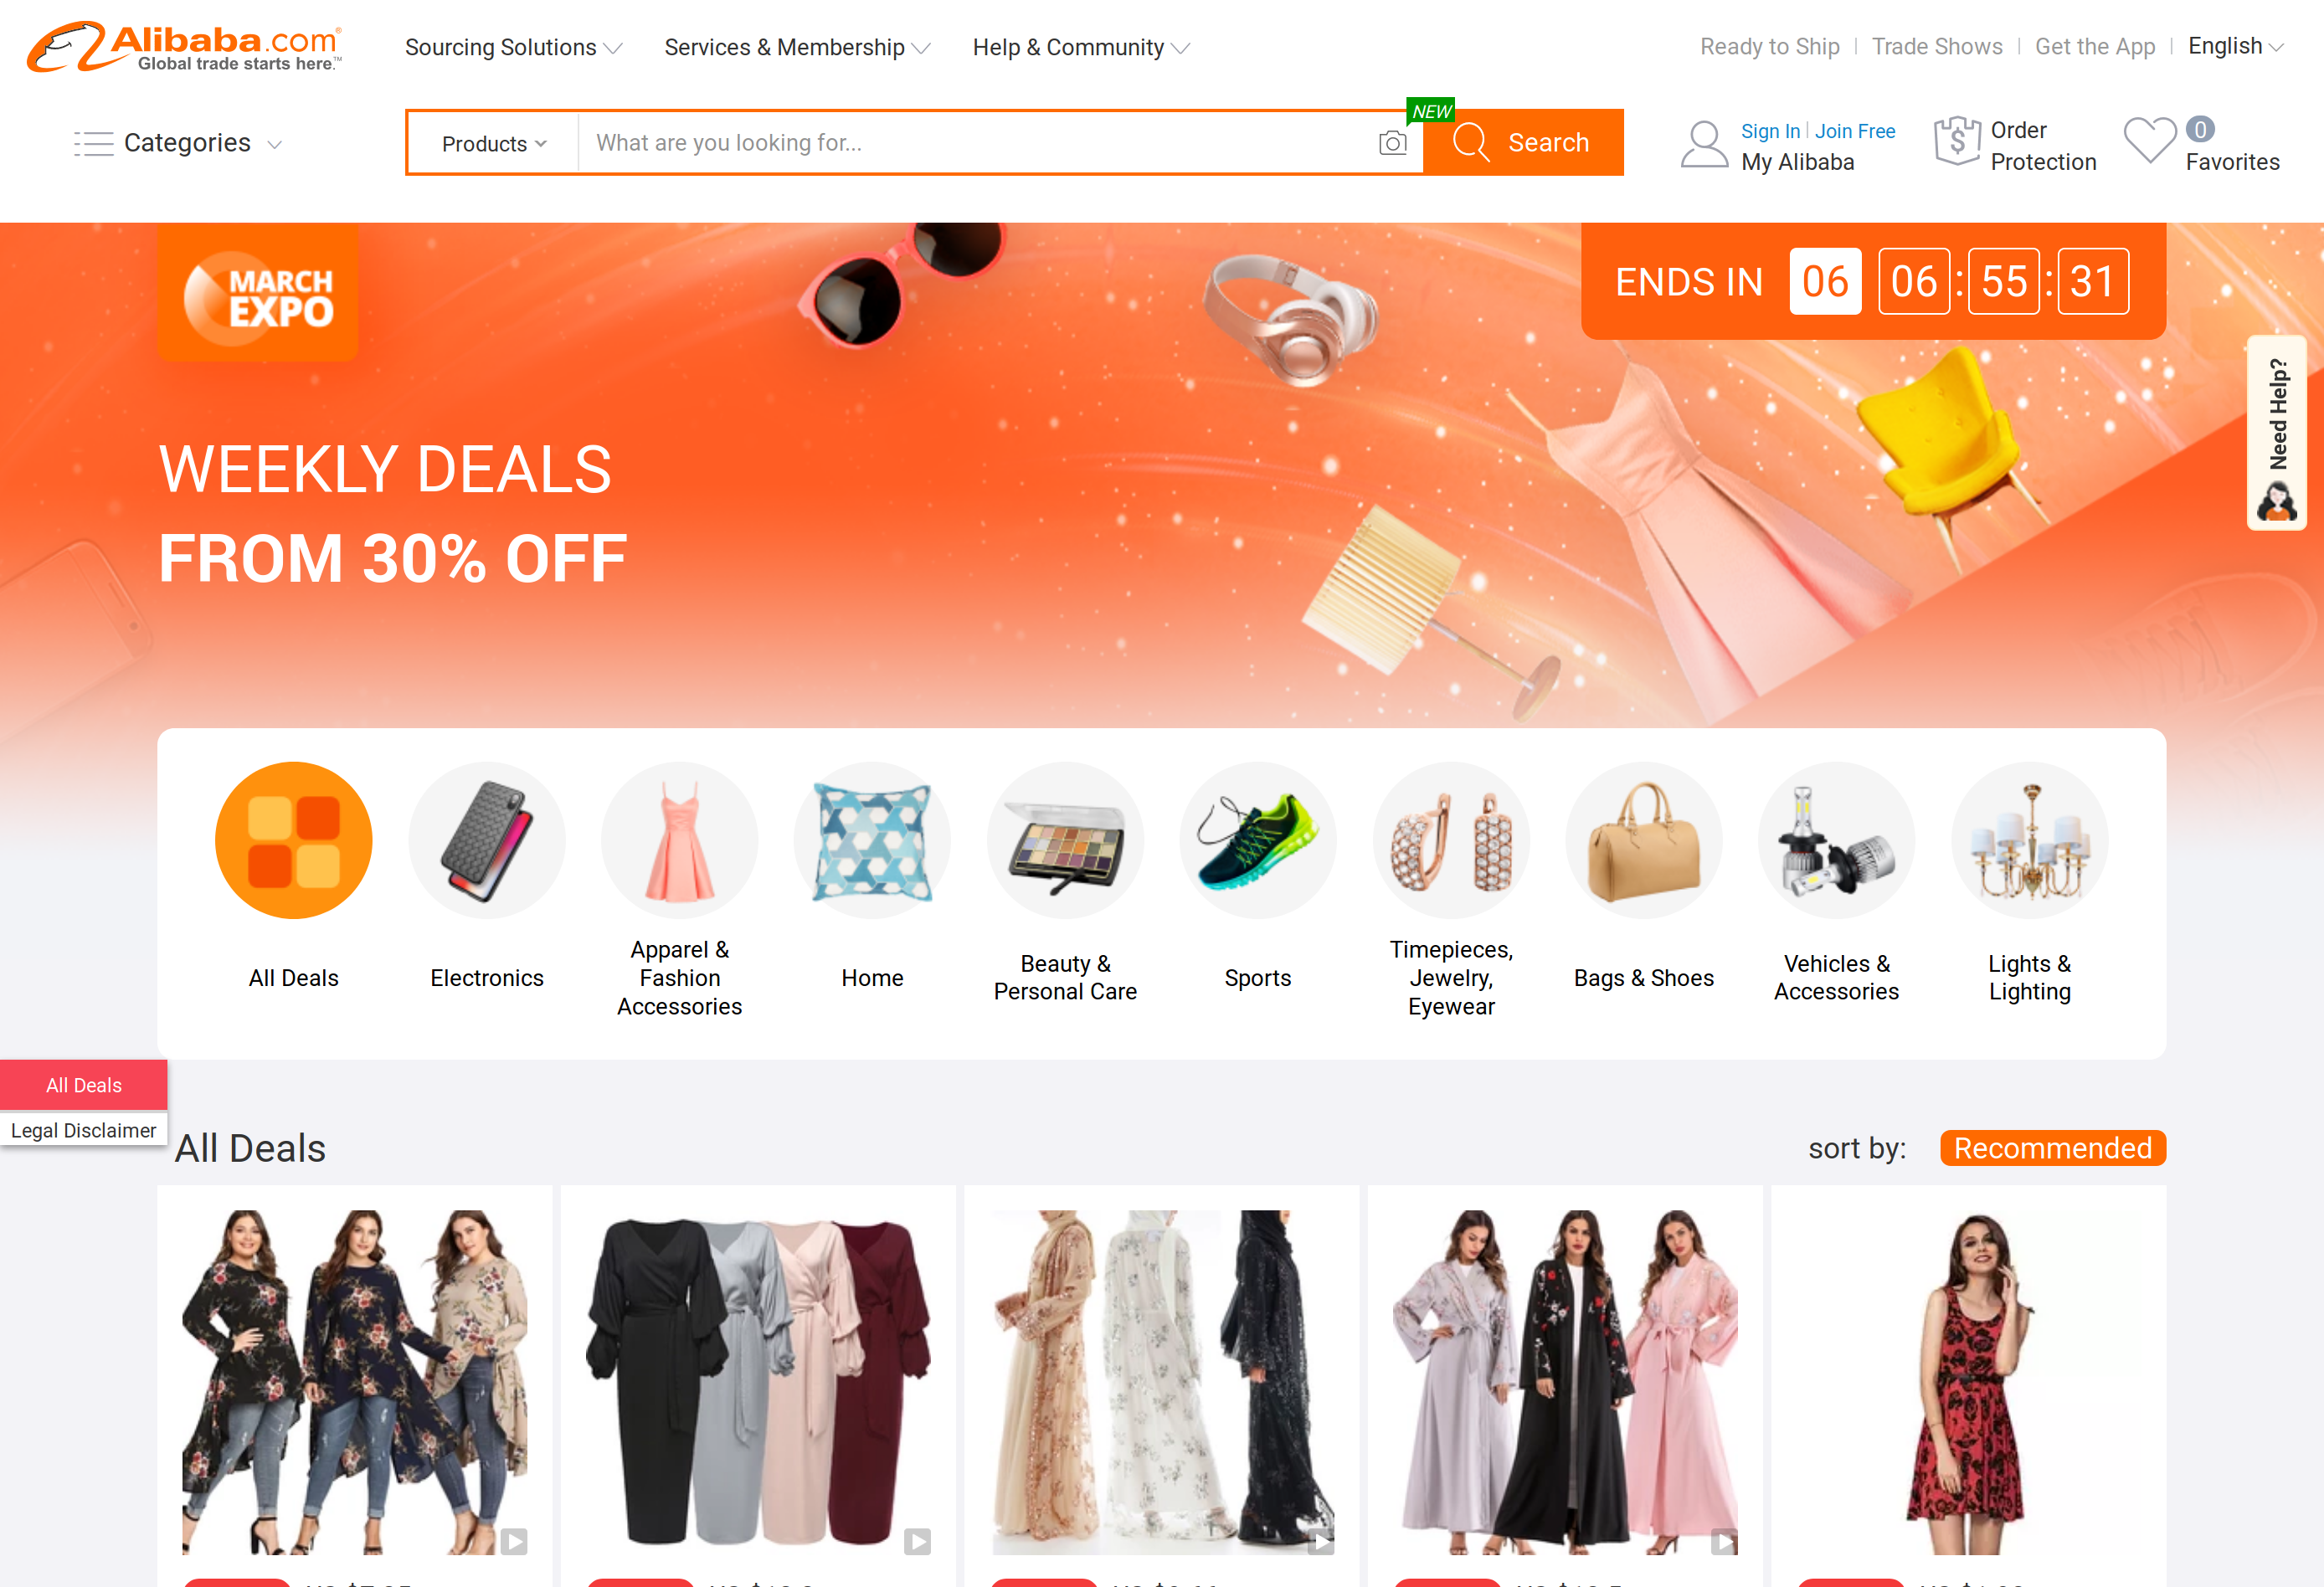 Alibaba.com
Global trade starts here.™
Sourcing Solutions
Services & Membership
Help & Community
Ready to Ship
Trade Shows
Get the App
English
Categories
Products
What are you looking for...
NEW
Search
Sign In
Join Free
My Alibaba
Order
Protection
0
Favorites
MARCH
EXPO
ENDS IN 06 06:55:31
Need Help?
WEEKLY DEALS
FROM 30% OFF
All Deals
Electronics
Apparel &
Fashion
Accessories
Home
Beauty &
Personal Care
Sports
Timepieces,
Jewelry,
Eyewear
Bags & Shoes
Vehicles &
Accessories
Lights &
Lighting
All Deals
Legal Disclaimer
All Deals
sort by:
Recommended